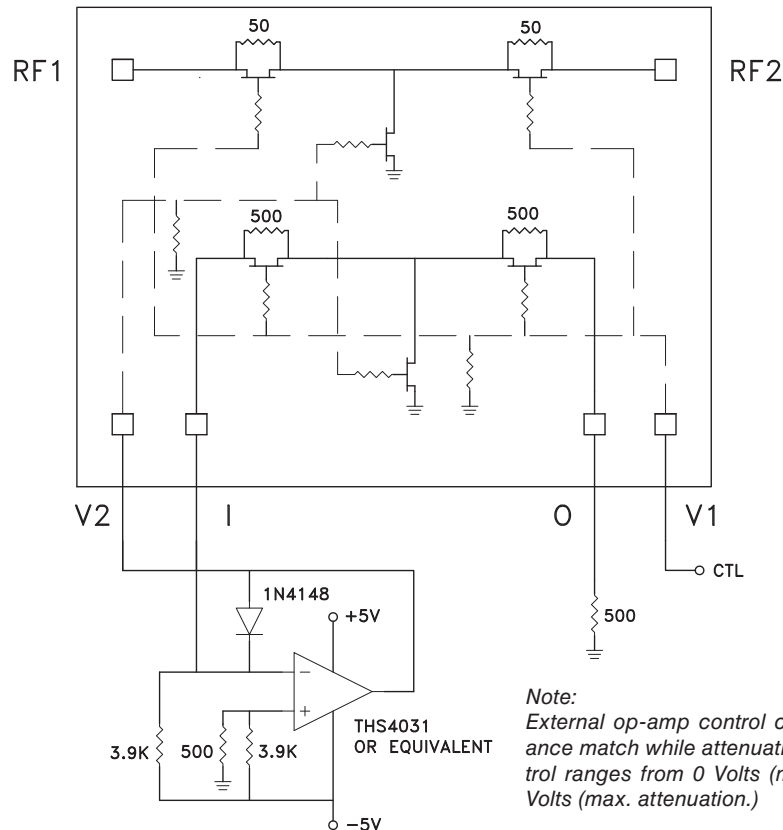 50
50
RF1
RF2
500
500
V2
I
O
V1
CTL
1N4148
+5V
500
−
+
THS4031
OR EQUIVALENT
3.9K
500
3.9K
−5V
Note:
External op-amp control
ance match while attenuati
trol ranges from 0 Volts
Volts (max. attenuation.)